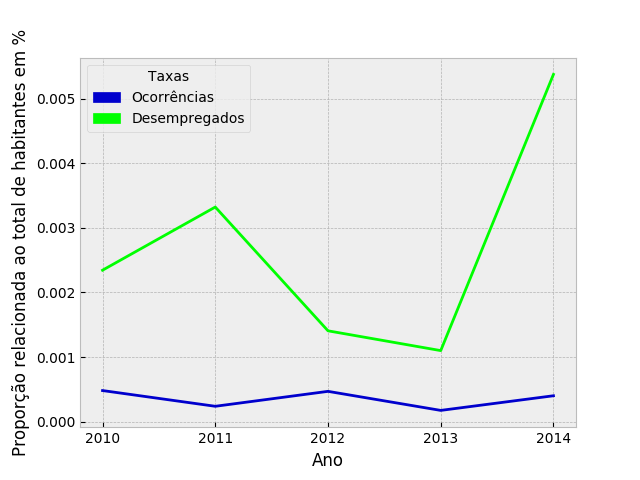 Proporção relacionada ao total de habitantes em %
Taxas
Ocorrências
Desempregados
0.005
0.004
0.003
0.002
0.001
0.000
2010 2011 2012 2013 2014
Ano